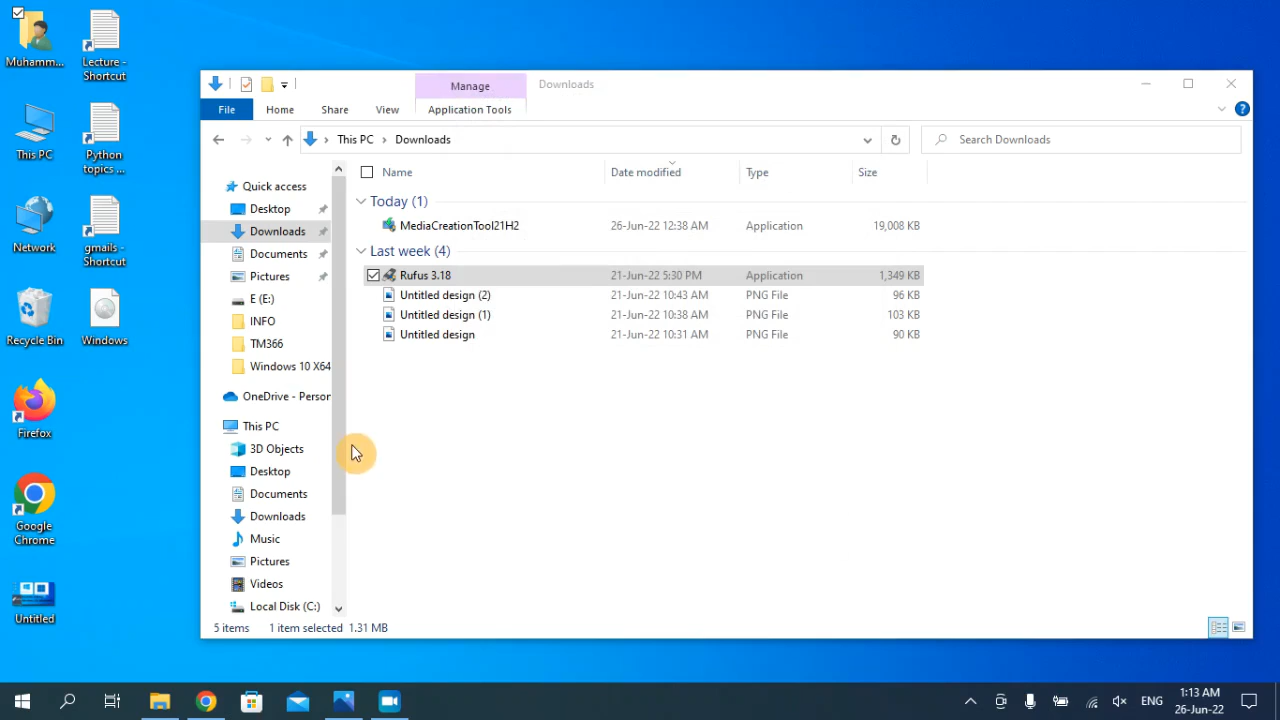 Muhamm...
Lecture -
Shortcut
This PC
Python
topics ...
Network
gmails -
Shortcut
Recycle Bin
Windows
Firefox
Google
Chrome
Untitled
Manage
Downloads
File
Home
Share
View
Application Tools
This PC
Downloads
Search Downloads
Name
Date modified
Type
Size
Quick access
Desktop
Downloads
Documents
Pictures
E (E:)
INFO
TM366
Windows 10 X64
OneDrive - Person
This PC
3D Objects
Desktop
Documents
Downloads
Music
Pictures
Videos
Local Disk (C:)
Today (1)
MediaCreationTool21H2 26-Jun-22 12:38 AM Application 19,008 KB
Last week (4)
Rufus 3.18 21-Jun-22 5:30 PM Application 1,349 KB
Untitled design (2) 21-Jun-22 10:43 AM PNG File 96 KB
Untitled design (1) 21-Jun-22 10:38 AM PNG File 103 KB
Untitled design 21-Jun-22 10:31 AM PNG File 90 KB
5 items 1 item selected 1.31 MB
ENG
1:13 AM
26-Jun-22